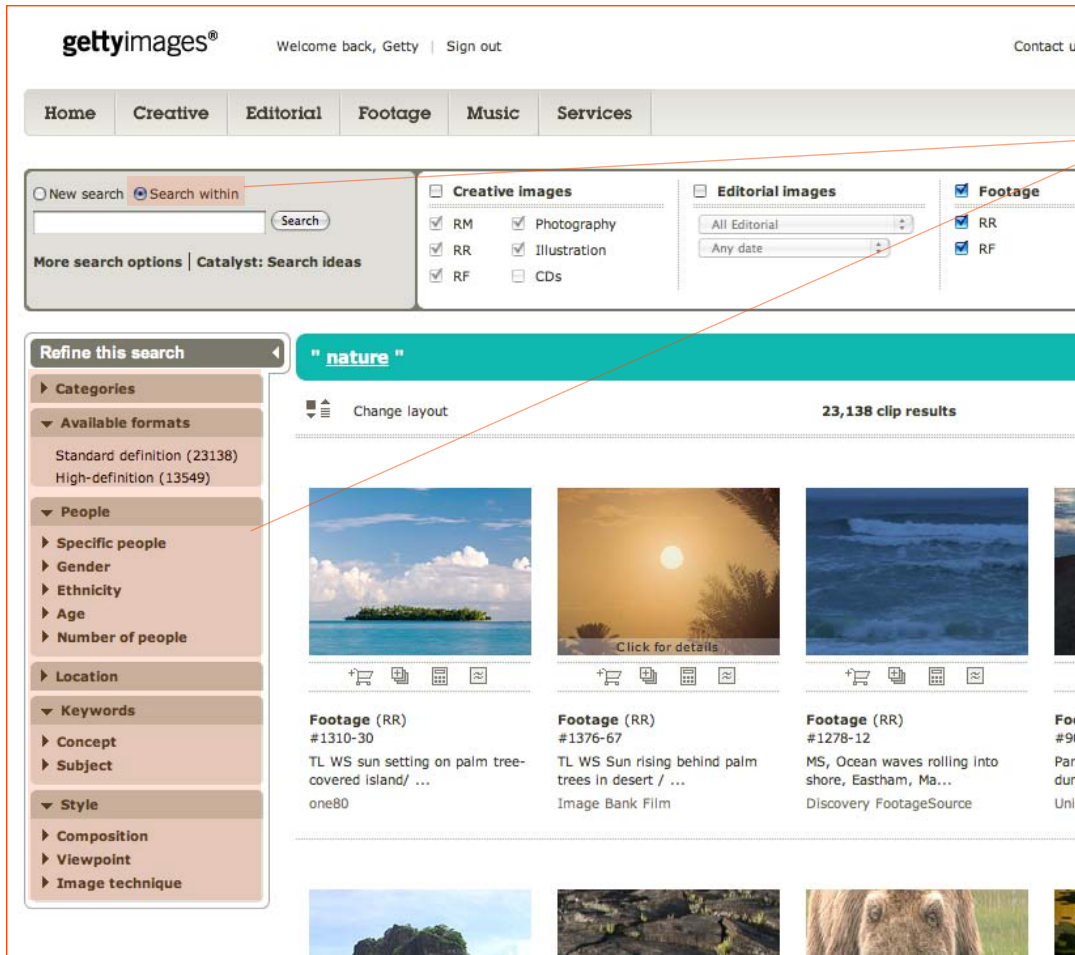 gettyimages®
Welcome back, Getty | Sign out
Contact
Home Creative Editorial Footage Music Services
New search Search within
Search
More search options | Catalyst: Search ideas
Creative images
RM Photography
RR Illustration
RF CDs
Editorial images
All Editorial
Any date
Footage
RR
RF
Refine this search
Categories
Available formats
Standard definition (23138)
High-definition (13549)
People
Specific people
Gender
Ethnicity
Age
Number of people
Location
Keywords
Concept
Subject
Style
Composition
Viewpoint
Image technique
" nature "
Change layout
23,138 clip results
Click for details
Footage (RR)
#1310-30
TL WS sun setting on palm tree-
covered island/ ...
one80
Footage (RR)
#1376-67
TL WS Sun rising behind palm
trees in desert / ...
Image Bank Film
Footage (RR)
#1278-12
MS, Ocean waves rolling into
shore, Eastham, Ma...
Discovery FootageSource